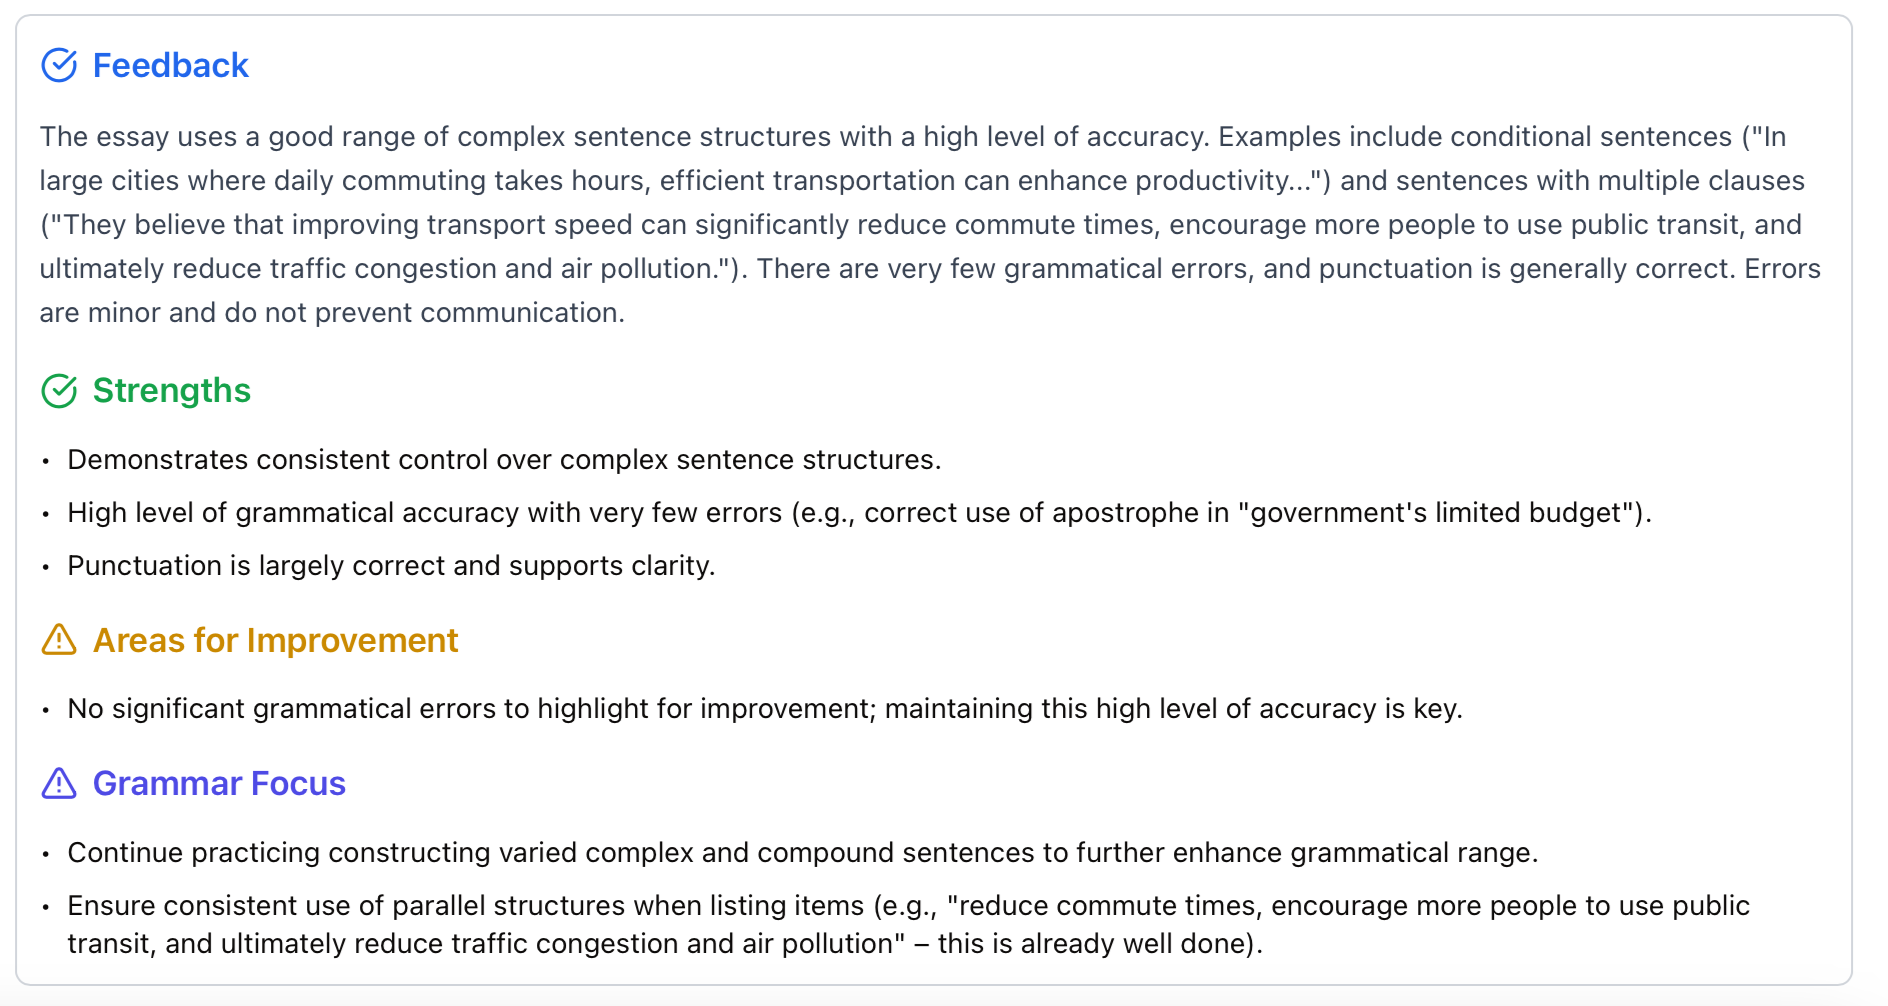 Feedback
The essay uses a good range of complex sentence structures with a high level of accuracy. Examples include conditional sentences ("In
large cities where daily commuting takes hours, efficient transportation can enhance productivity...") and sentences with multiple clauses
("They believe that improving transport speed can significantly reduce commute times, encourage more people to use public transit, and
ultimately reduce traffic congestion and air pollution."). There are very few grammatical errors, and punctuation is generally correct. Errors
are minor and do not prevent communication.
Strengths
• Demonstrates consistent control over complex sentence structures.
• High level of grammatical accuracy with very few errors (e.g., correct use of apostrophe in "government's limited budget").
• Punctuation is largely correct and supports clarity.
Areas for Improvement
• No significant grammatical errors to highlight for improvement; maintaining this high level of accuracy is key.
Grammar Focus
• Continue practicing constructing varied complex and compound sentences to further enhance grammatical range.
• Ensure consistent use of parallel structures when listing items (e.g., "reduce commute times, encourage more people to use public
transit, and ultimately reduce traffic congestion and air pollution" – this is already well done).